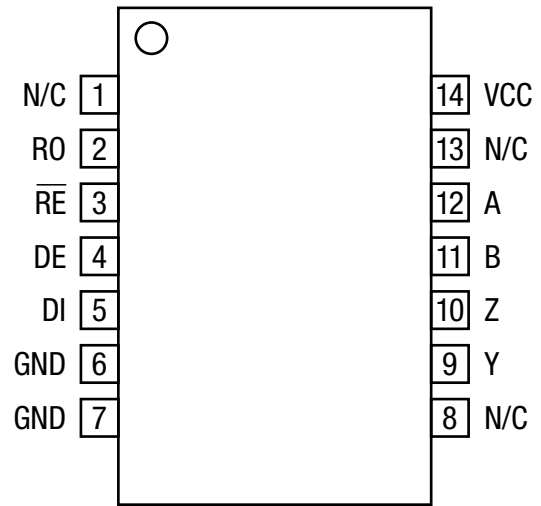 N/C 1 14 VCC
RO 2 13 N/C
R̅E̅ 3 12 A
DE 4 11 B
DI 5 10 Z
GND 6 9 Y
GND 7 8 N/C